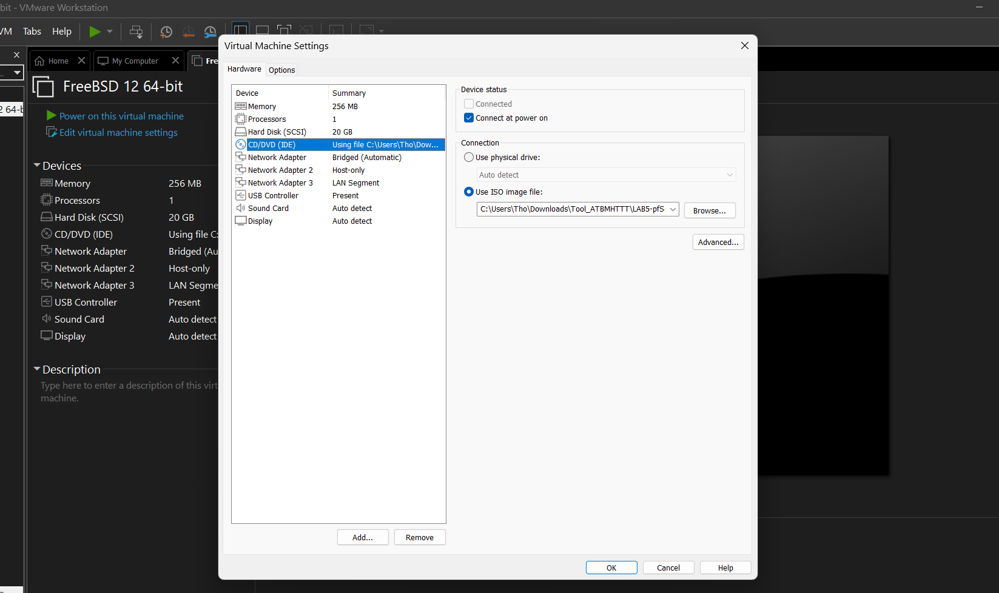 bit - VMware Workstation
VM Tabs Help
Home
My Computer
Fre
2 64-b
FreeBSD 12 64-bit
Power on this virtual machine
Edit virtual machine settings
Devices
Memory 256 MB
Processors 1
Hard Disk (SCSI) 20 GB
CD/DVD (IDE) Using file C:
Network Adapter Bridged (Au
Network Adapter 2 Host-only
Network Adapter 3 LAN Segme
USB Controller Present
Sound Card Auto detect
Display Auto detect
Description
Type here to enter a description of this virt
machine.
Virtual Machine Settings
Hardware Options
Device Summary
Memory 256 MB
Processors 1
Hard Disk (SCSI) 20 GB
CD/DVD (IDE) Using file C:\Users\Tho\Dow...
Network Adapter Bridged (Automatic)
Network Adapter 2 Host-only
Network Adapter 3 LAN Segment
USB Controller Present
Sound Card Auto detect
Display Auto detect
Add... Remove
Device status
Connected
Connect at power on
Connection
Use physical drive:
Auto detect
Use ISO image file:
C:\Users\Tho\Downloads\Tool_ATBMHTTT\LAB5-pfS
Browse...
Advanced...
OK Cancel Help